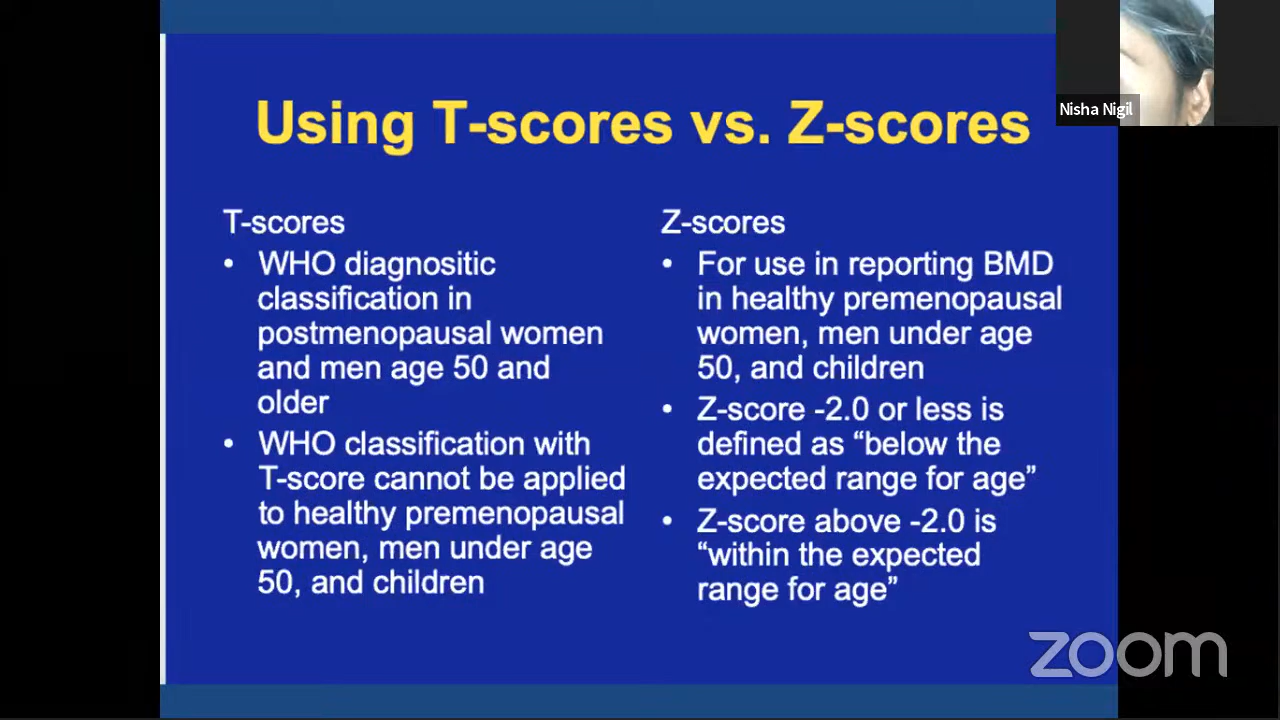 Using T-scores vs. Z-scores
Nisha Nigil
T-scores
• WHO diagnositic
classification in
postmenopausal women
and men age 50 and
older
• WHO classification with
T-score cannot be applied
to healthy premenopausal
women, men under age
50, and children
Z-scores
• For use in reporting BMD
in healthy premenopausal
women, men under age
50, and children
• Z-score -2.0 or less is
defined as “below the
expected range for age”
• Z-score above -2.0 is
“within the expected
range for age”
zoom